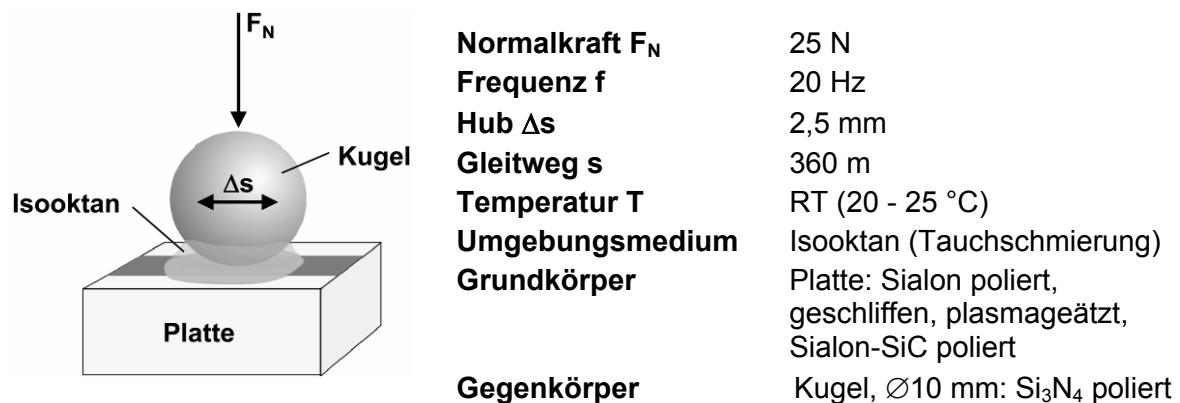 F_N
Kugel
Δs
Isooktan
Platte
Normalkraft F_N 25 N
Frequenz f 20 Hz
Hub Δs 2,5 mm
Gleitweg s 360 m
Temperatur T RT (20 - 25 °C)
Umgebungsmedium Isooktan (Tauchschmierung)
Grundkörper Platte: Sialon poliert,
geschliffen, plasmageätzt,
Sialon-SiC poliert
Gegenkörper Kugel, ∅10 mm: Si₃N₄ poliert